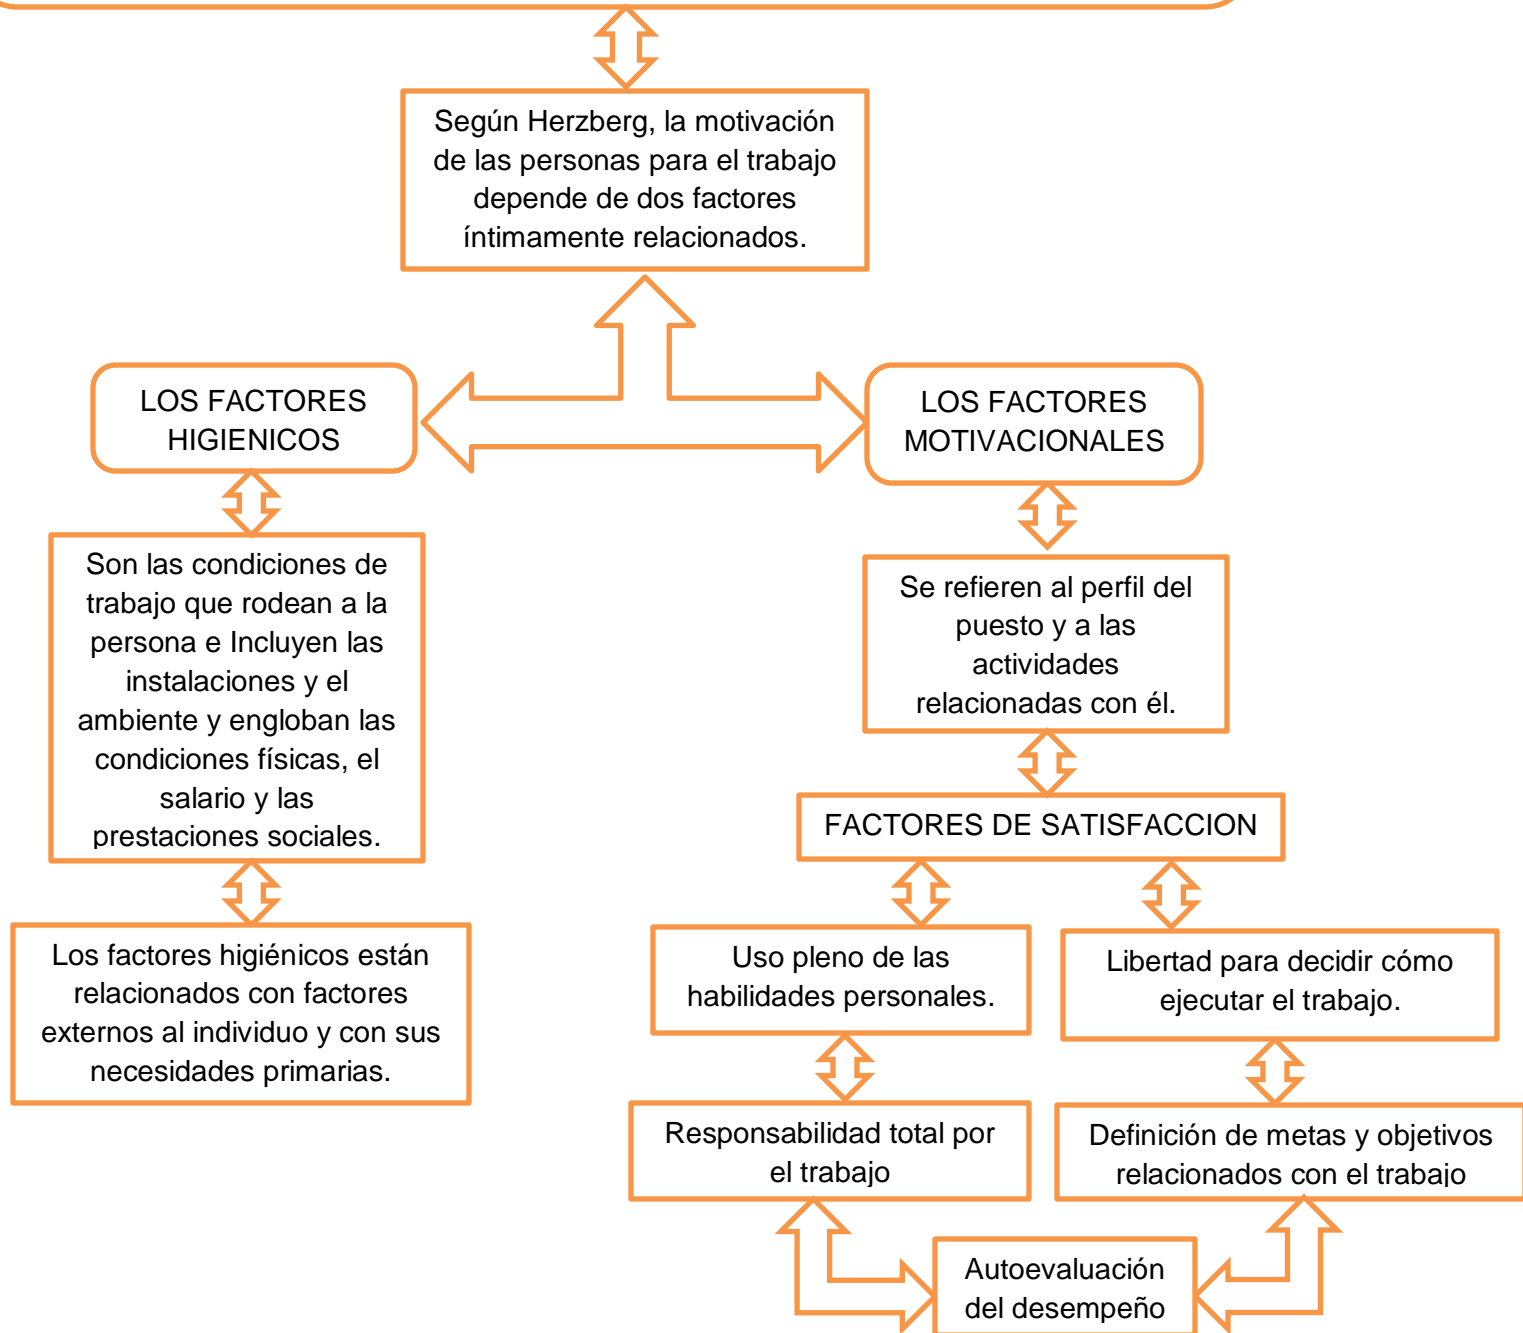 Según Herzberg, la motivación
de las personas para el trabajo
depende de dos factores
íntimamente relacionados.
LOS FACTORES
HIGIENICOS
LOS FACTORES
MOTIVACIONALES
Son las condiciones de
trabajo que rodean a la
persona e Incluyen las
instalaciones y el
ambiente y engloban las
condiciones físicas, el
salario y las
prestaciones sociales.
Se refieren al perfil del
puesto y a las
actividades
relacionadas con él.
FACTORES DE SATISFACCION
Los factores higiénicos están
relacionados con factores
externos al individuo y con sus
necesidades primarias.
Uso pleno de las
habilidades personales.
Libertad para decidir cómo
ejecutar el trabajo.
Responsabilidad total por
el trabajo
Definición de metas y objetivos
relacionados con el trabajo
Autoevaluación
del desempeño